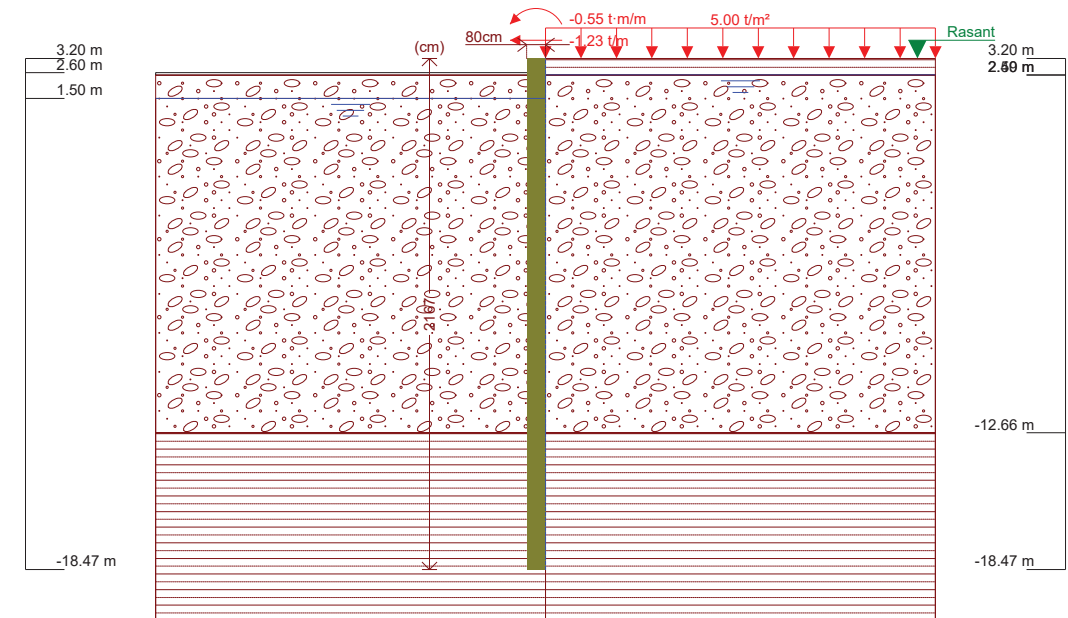 -0.55 t·m/m
5.00 t/m²
Rasant
80cm
-1.23 t/m
(cm)
3.20 m
3.20 m
2.60 m
1.50 m
2167
-12.66 m
-18.47 m
-18.47 m